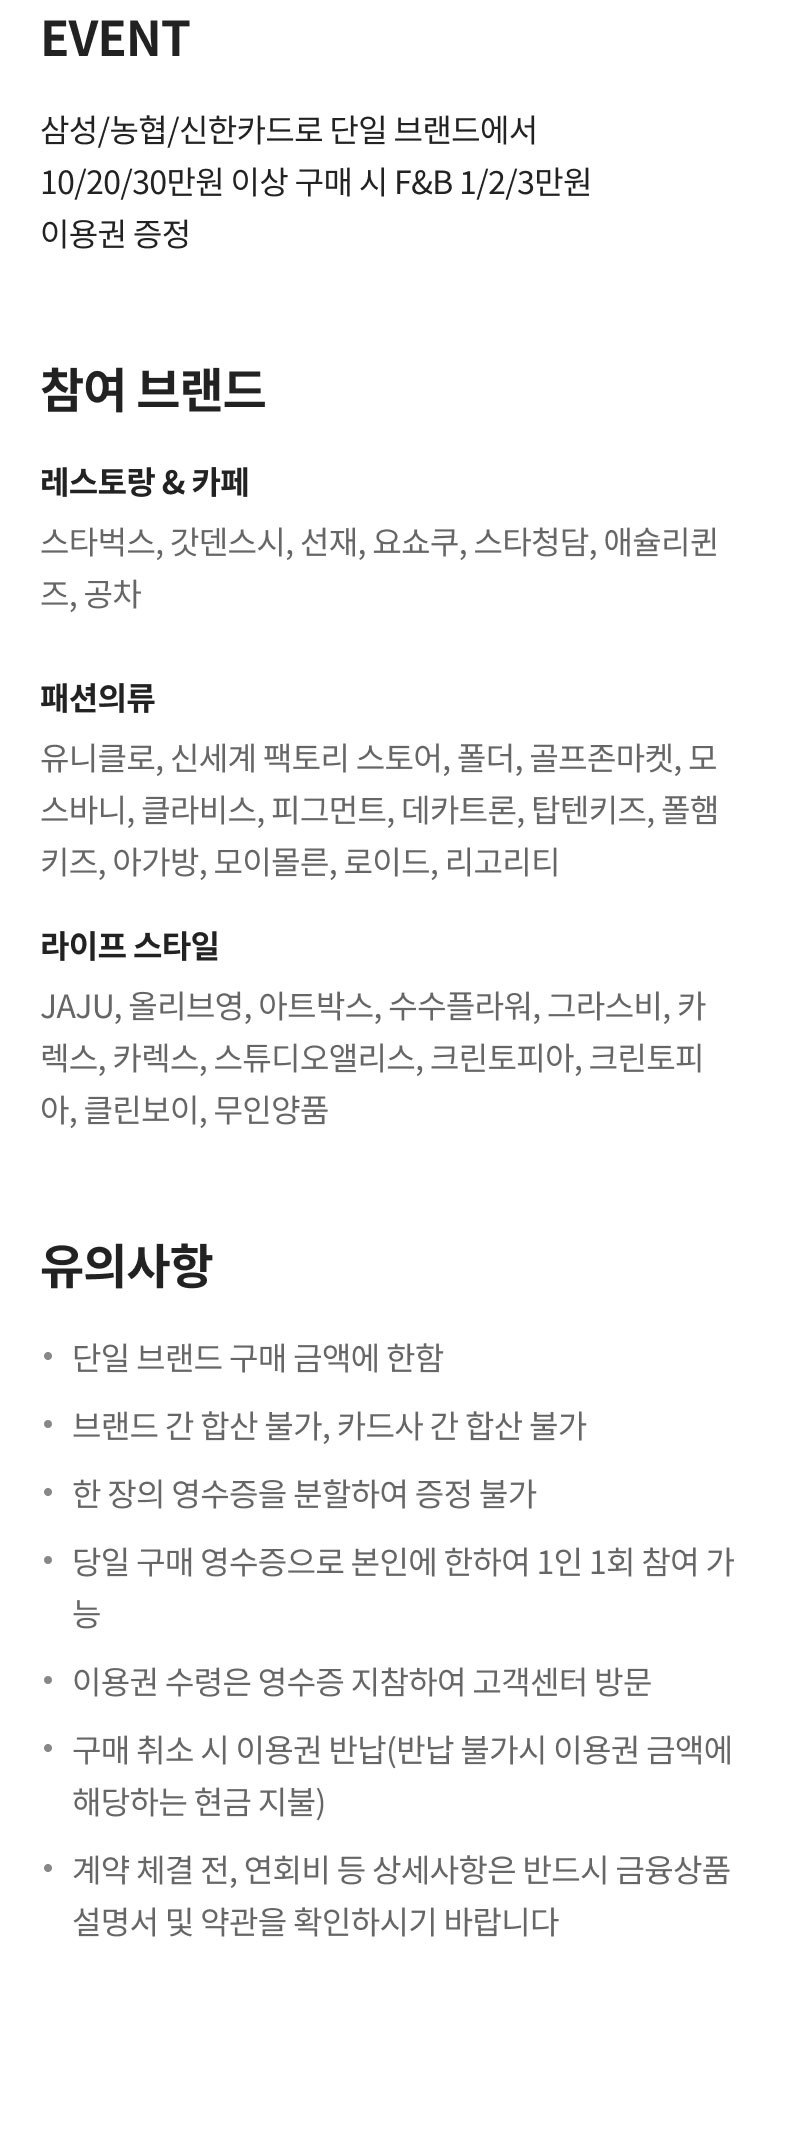 EVENT
삼성/농협/신한카드로 단일 브랜드에서
10/20/30만원 이상 구매 시 F&B 1/2/3만원
이용권 증정
참여 브랜드
레스토랑 & 카페
스타벅스, 갓덴스시, 선재, 요쇼쿠, 스타청담, 애슐리퀸
즈, 공차
패션의류
유니클로, 신세계 팩토리 스토어, 폴더, 골프존마켓, 모
스바니, 클라비스, 피그먼트, 데카트론, 탑텐키즈, 폴햄
키즈, 아가방, 모이몰른, 로이드, 리고리티
라이프 스타일
JAJU, 올리브영, 아트박스, 수수플라워, 그라스비, 카
렉스, 카렉스, 스튜디오앨리스, 크린토피아, 크린토피
아, 클린보이, 무인양품
유의사항
• 단일 브랜드 구매 금액에 한함
• 브랜드 간 합산 불가, 카드사 간 합산 불가
• 한 장의 영수증을 분할하여 증정 불가
• 당일 구매 영수증으로 본인에 한하여 1인 1회 참여 가
능
• 이용권 수령은 영수증 지참하여 고객센터 방문
• 구매 취소 시 이용권 반납(반납 불가시 이용권 금액에
해당하는 현금 지불)
• 계약 체결 전, 연회비 등 상세사항은 반드시 금융상품
설명서 및 약관을 확인하시기 바랍니다